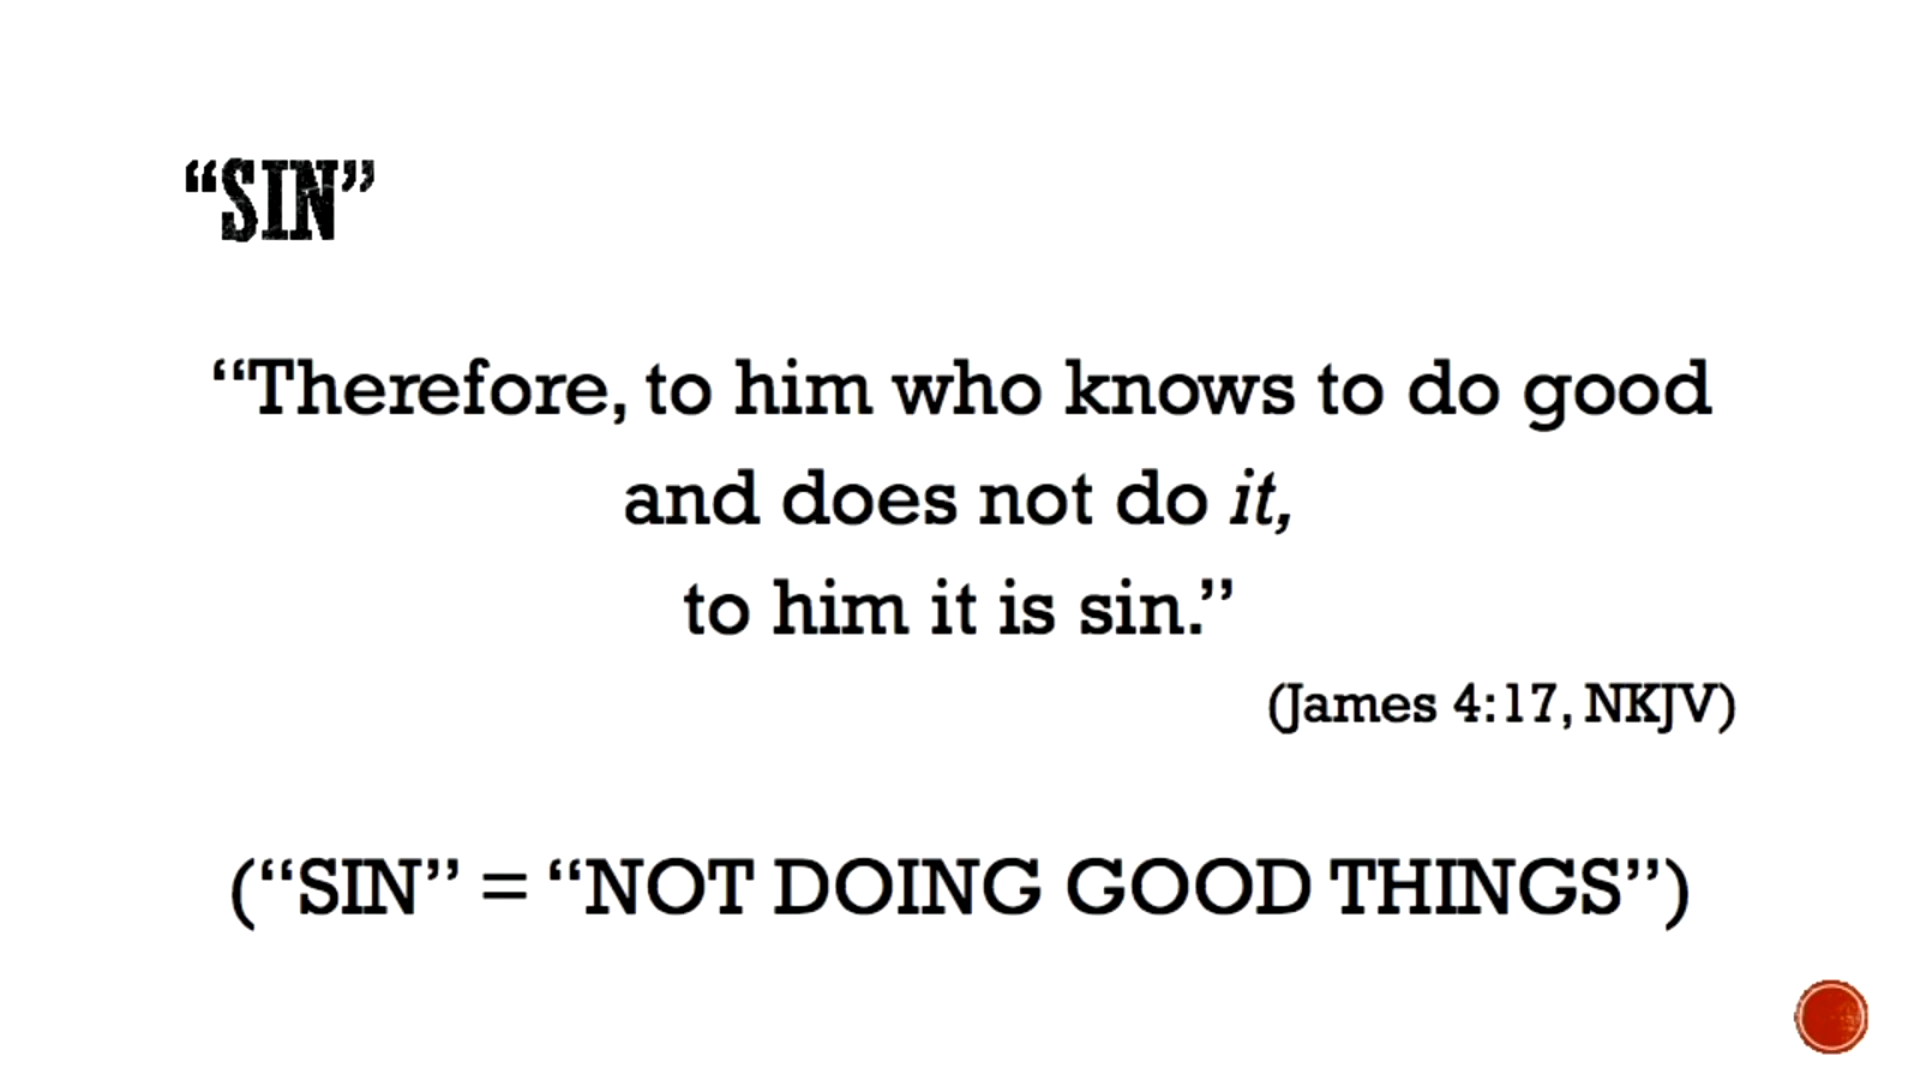 “SIN”
“Therefore, to him who knows to do good
and does not do it,
to him it is sin.”
(James 4:17, NKJV)
(“SIN” = “NOT DOING GOOD THINGS”)